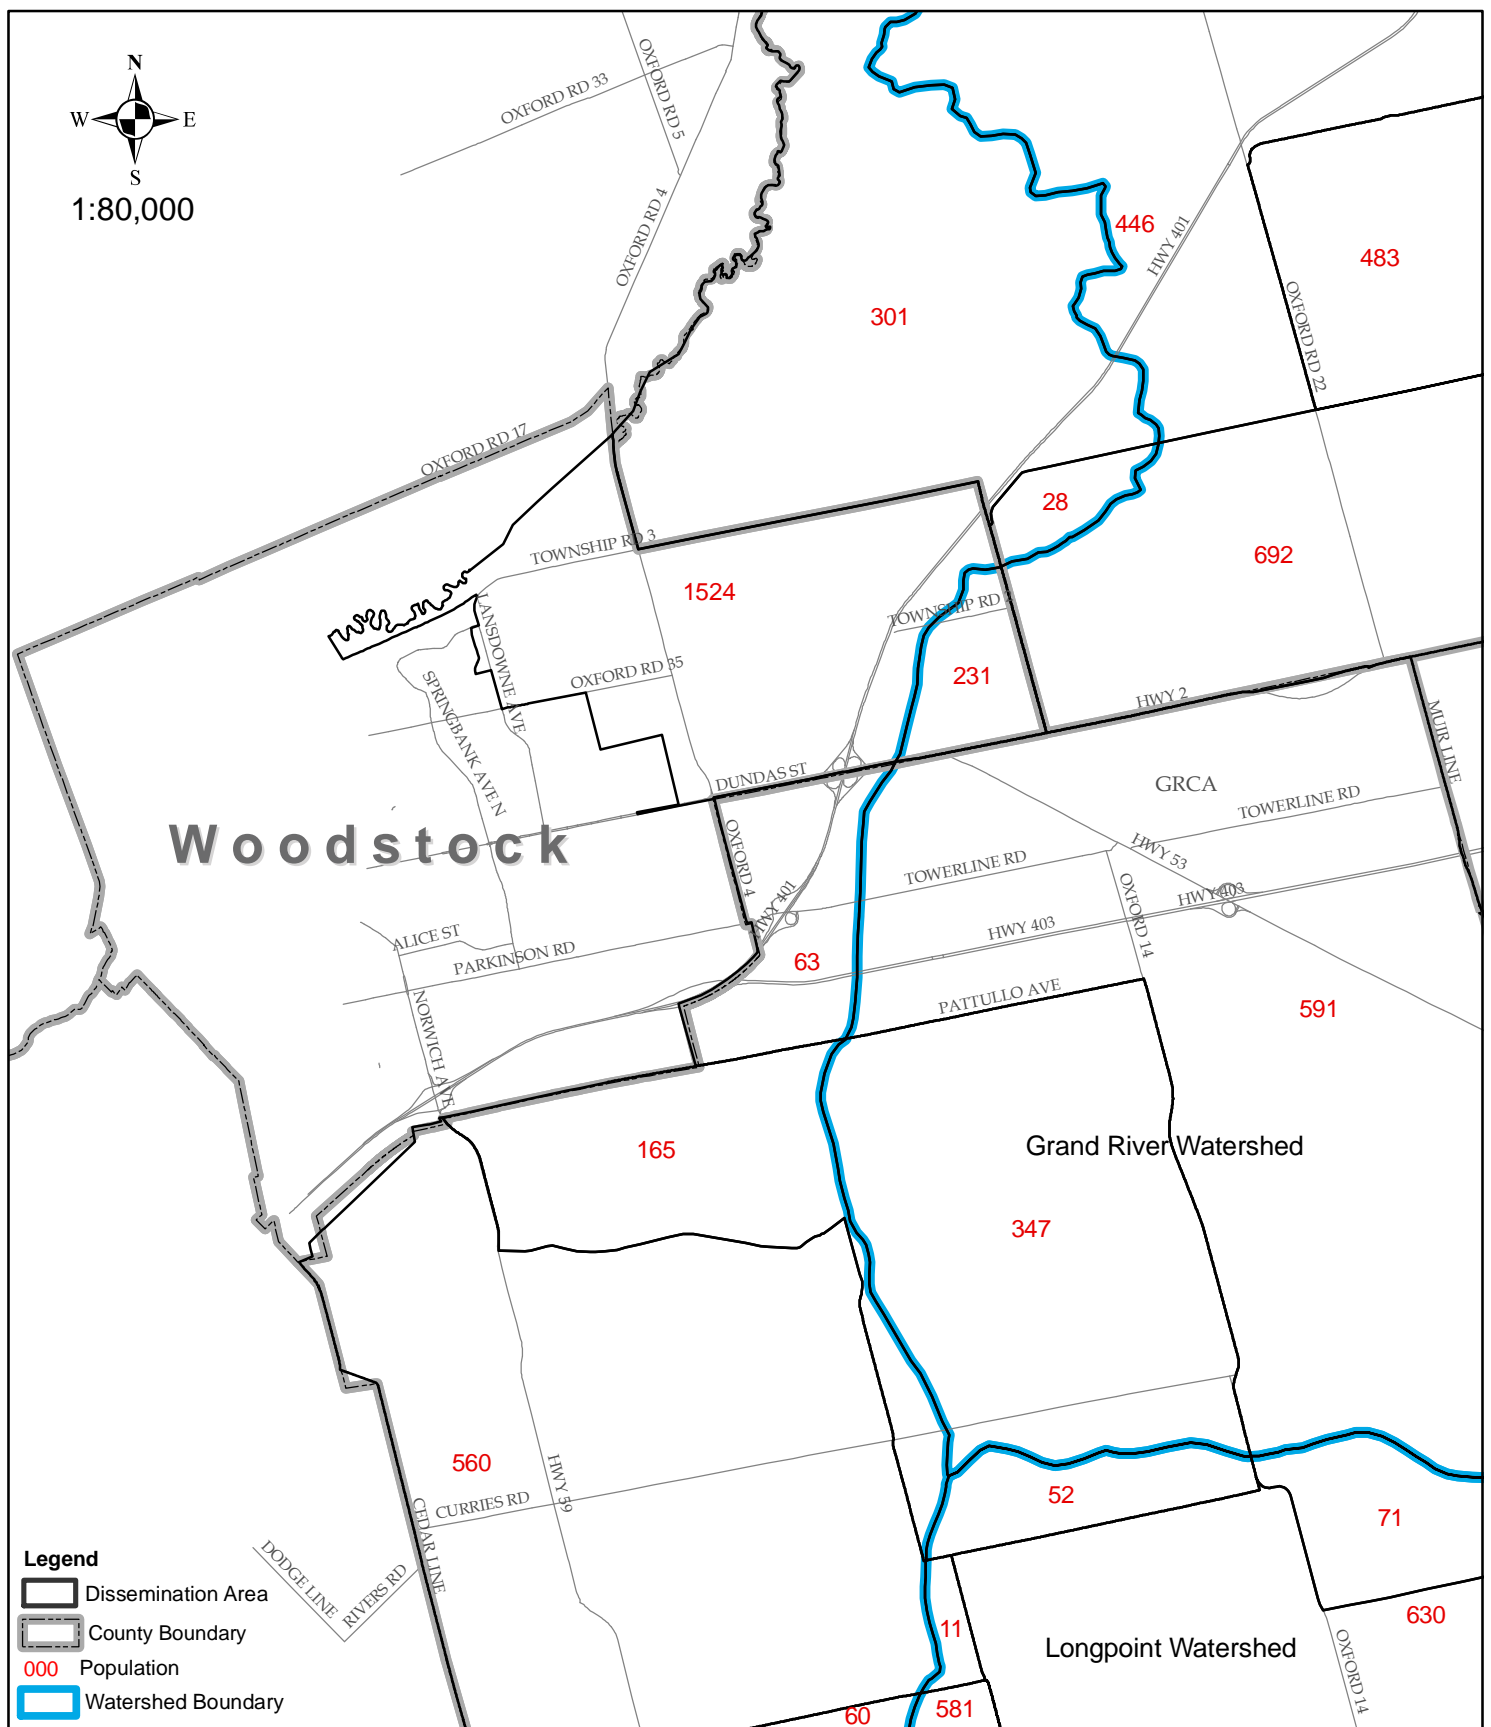 N
W E
S
1:80,000
OXFORD RD 33
OXFORD RD 5
OXFORD RD 4
446
HWY 401
483
301
OXFORD RD 22
OXFORD RD 17
28
TOWNSHIP RD 3
692
1524
LANSDOWNE AVE
TOWNSHIP RD
OXFORD RD 35
231
SPRINGBANK AVE N
HWY 2
MUIR LINE
DUNDAS ST
GRCA
TOWERLINE RD
Woodstock
OXFORD 4
HWY 53
TOWERLINE RD
HWY 401
OXFORD 14
HWY 403
HWY 403
ALICE ST
PARKINSON RD
63
NORWICH AVE
PATTULLO AVE
591
165
Grand River Watershed
347
560
HWY 59
CURRIES RD
CEDAR LINE
52
71
DODGE LINE
RIVERS RD
11
630
Longpoint Watershed
OXFORD 14
60
581
Legend
Dissemination Area
County Boundary
000 Population
Watershed Boundary